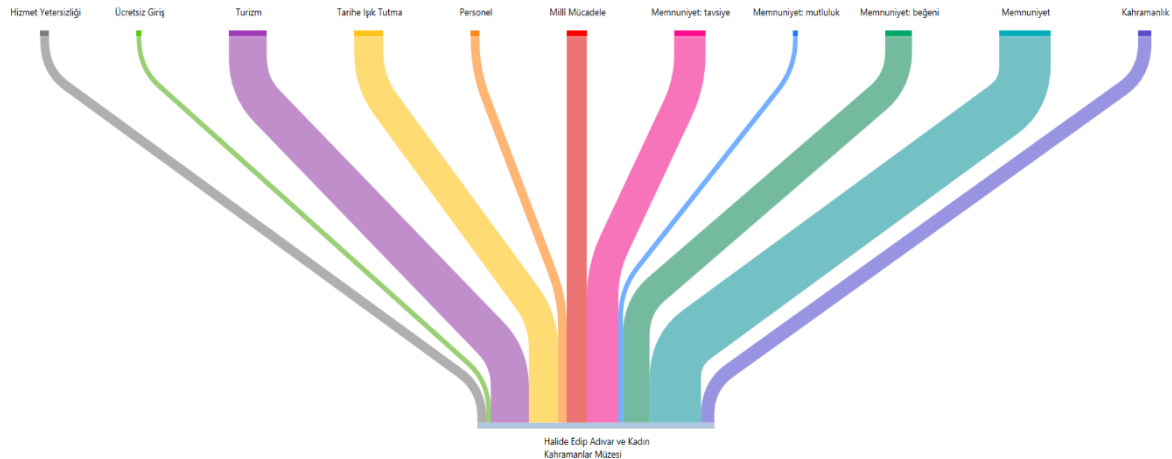 Hizmet Yetersizliği
Ücretsiz Giriş
Turizm
Tarihe Işık Tutma
Personel
Millî Mücadele
Memnuniyet: tavsiye
Memnuniyet: mutluluk
Memnuniyet: beğeni
Memnuniyet
Kahramanlık
Halide Edip Adıvar ve Kadın
Kahramanlar Müzesi